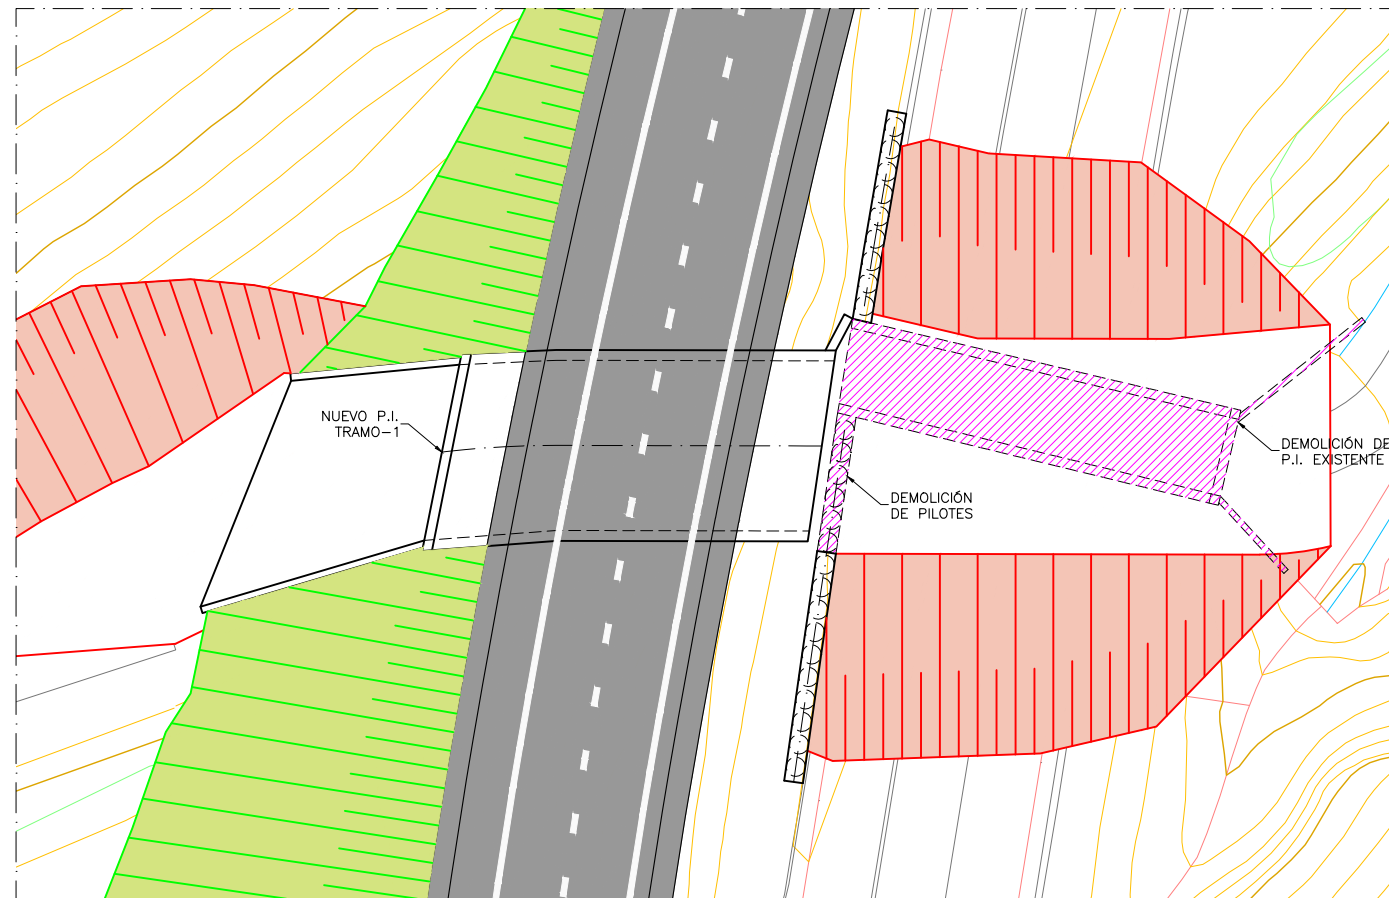 NUEVO P.I.
TRAMO-1
DEMOLICIÓN DE
P.I. EXISTENTE
DEMOLICIÓN
DE PILOTES